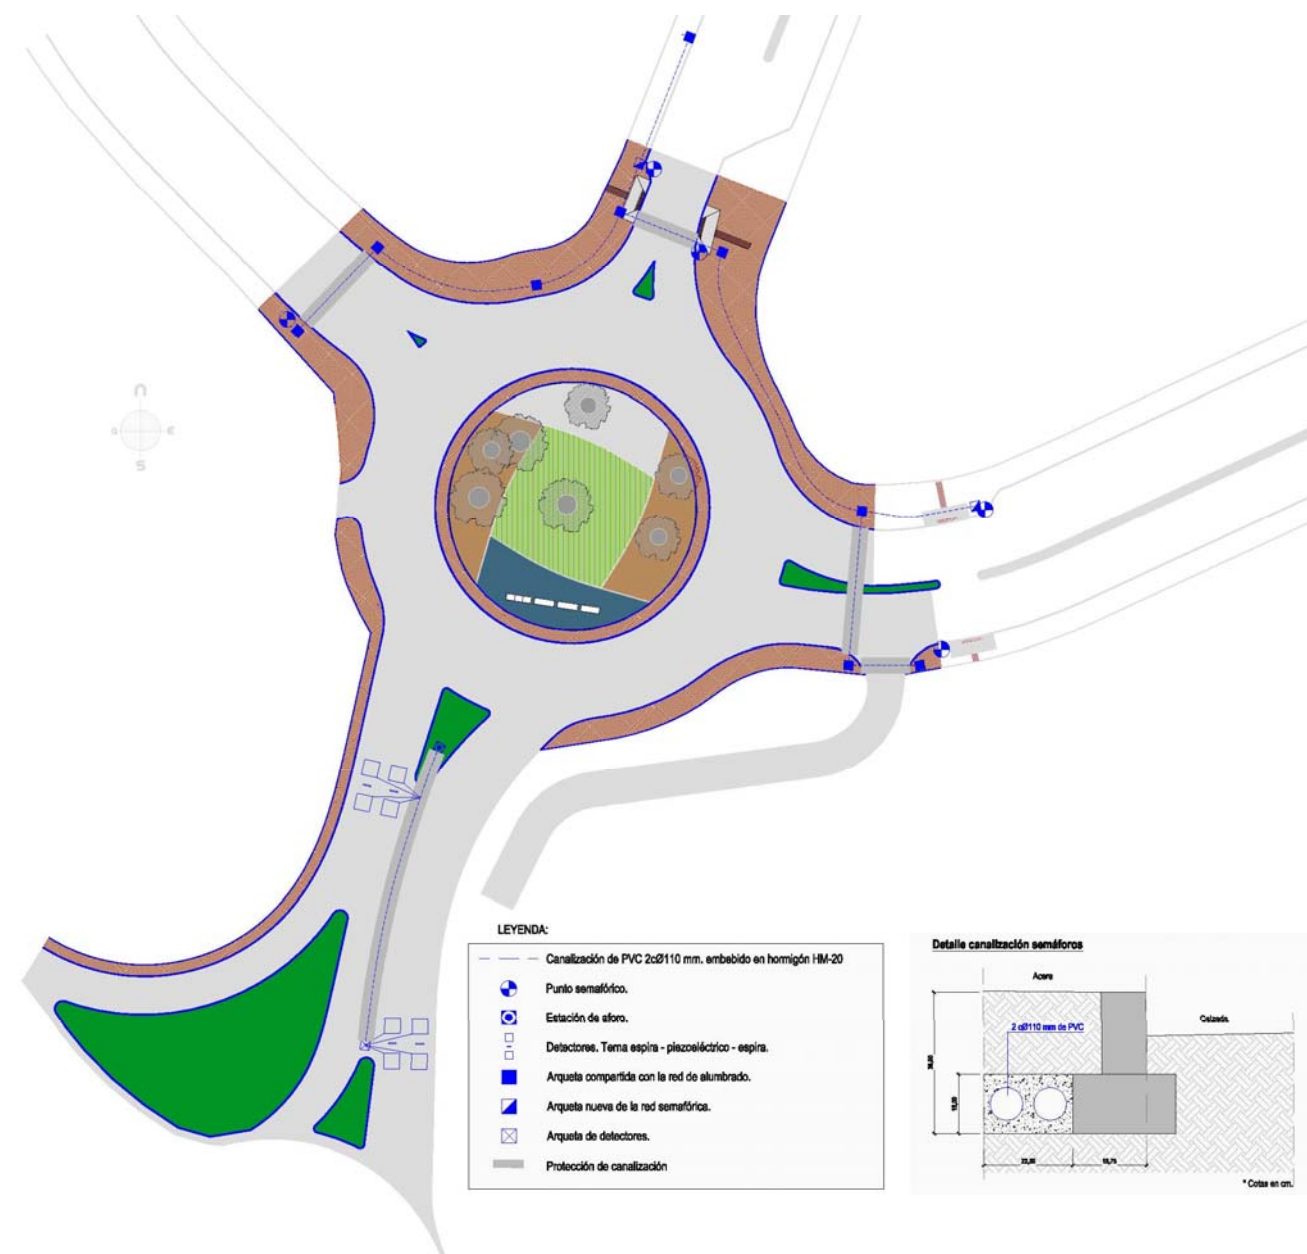 n
e
s
LEYENDA:
Canalización de PVC 2cØ110 mm. embebido en hormigón HM-20
Punto semafórico.
Estación de aforo.
Detectores. Terna espira - piezoeléctrico - espira.
Arqueta compartida con la red de alumbrado.
Arqueta nueva de la red semafórica.
Arqueta de detectores.
Protección de canalización
Detalle canalización semáforos
Acera
Calzada
2 cØ110 mm de PVC
* Cotas en cm.